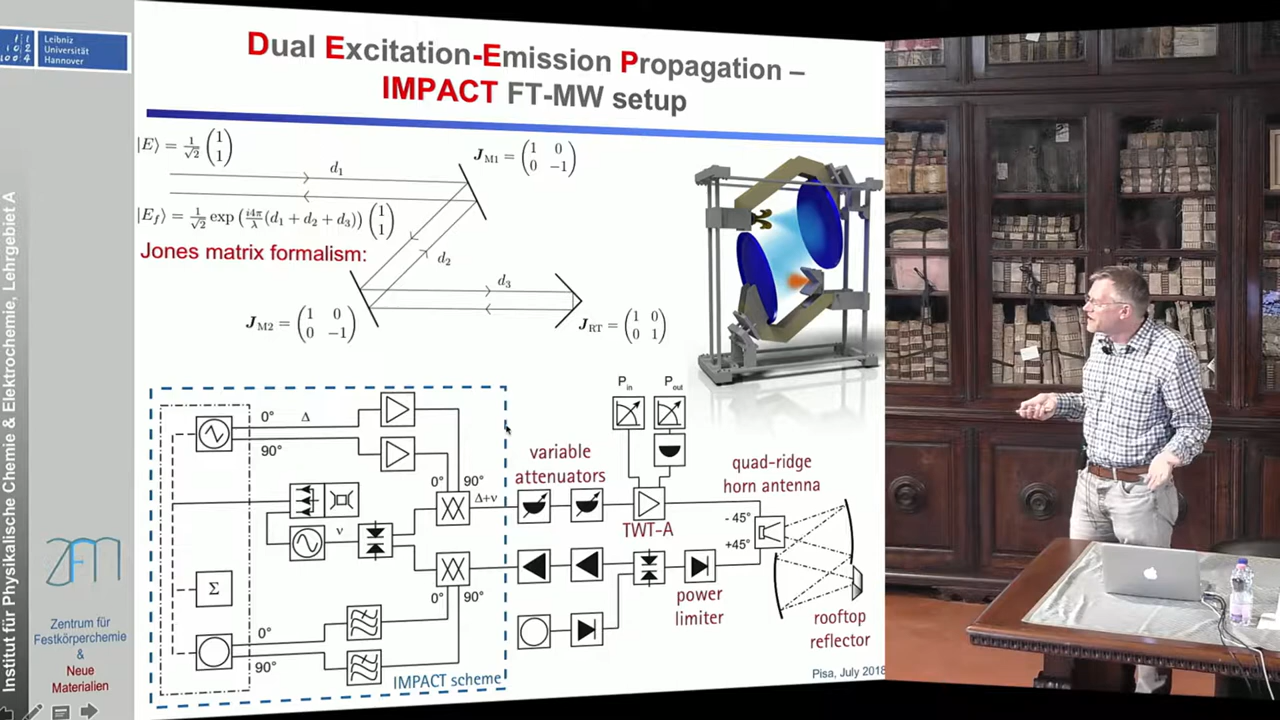 Leibniz
Universität
Hannover
Dual Excitation-Emission Propagation –
IMPACT FT-MW setup
|E⟩ = 1/√2 (1 1)
d₁
J_M1 = (1 0
0 -1)
|E_f⟩ = 1/√2 exp (i4π/λ (d₁ + d₂ + d₃)) (1 1)
Jones matrix formalism:
d₂
d₃
J_M2 = (1 0
0 -1)
J_RT = (1 0
0 1)
P_in
P_out
0° Δ
90°
0° 90°
Δ+ν
ν
Σ
0° 90°
0°
90°
IMPACT scheme
variable
attenuators
TWT-A
power
limiter
quad-ridge
horn antenna
- 45°
+45°
rooftop
reflector
Pisa, July 2018
Institut für Physikalische Chemie & Elektrochemie, Lehrgebiet A
ZFM
Zentrum für
Festkörperchemie &
Neue
Materialien